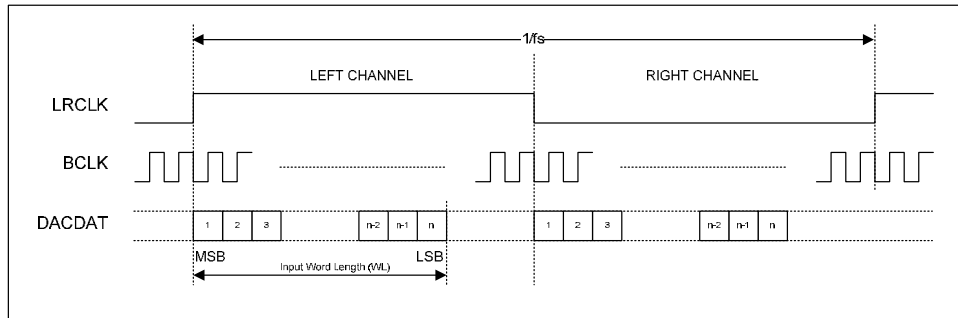 1/fs
LEFT CHANNEL RIGHT CHANNEL
LRCLK
BCLK
DACDAT 1 2 3 n-2 n-1 n 1 2 3 n-2 n-1 n
MSB LSB
Input Word Length (WL)